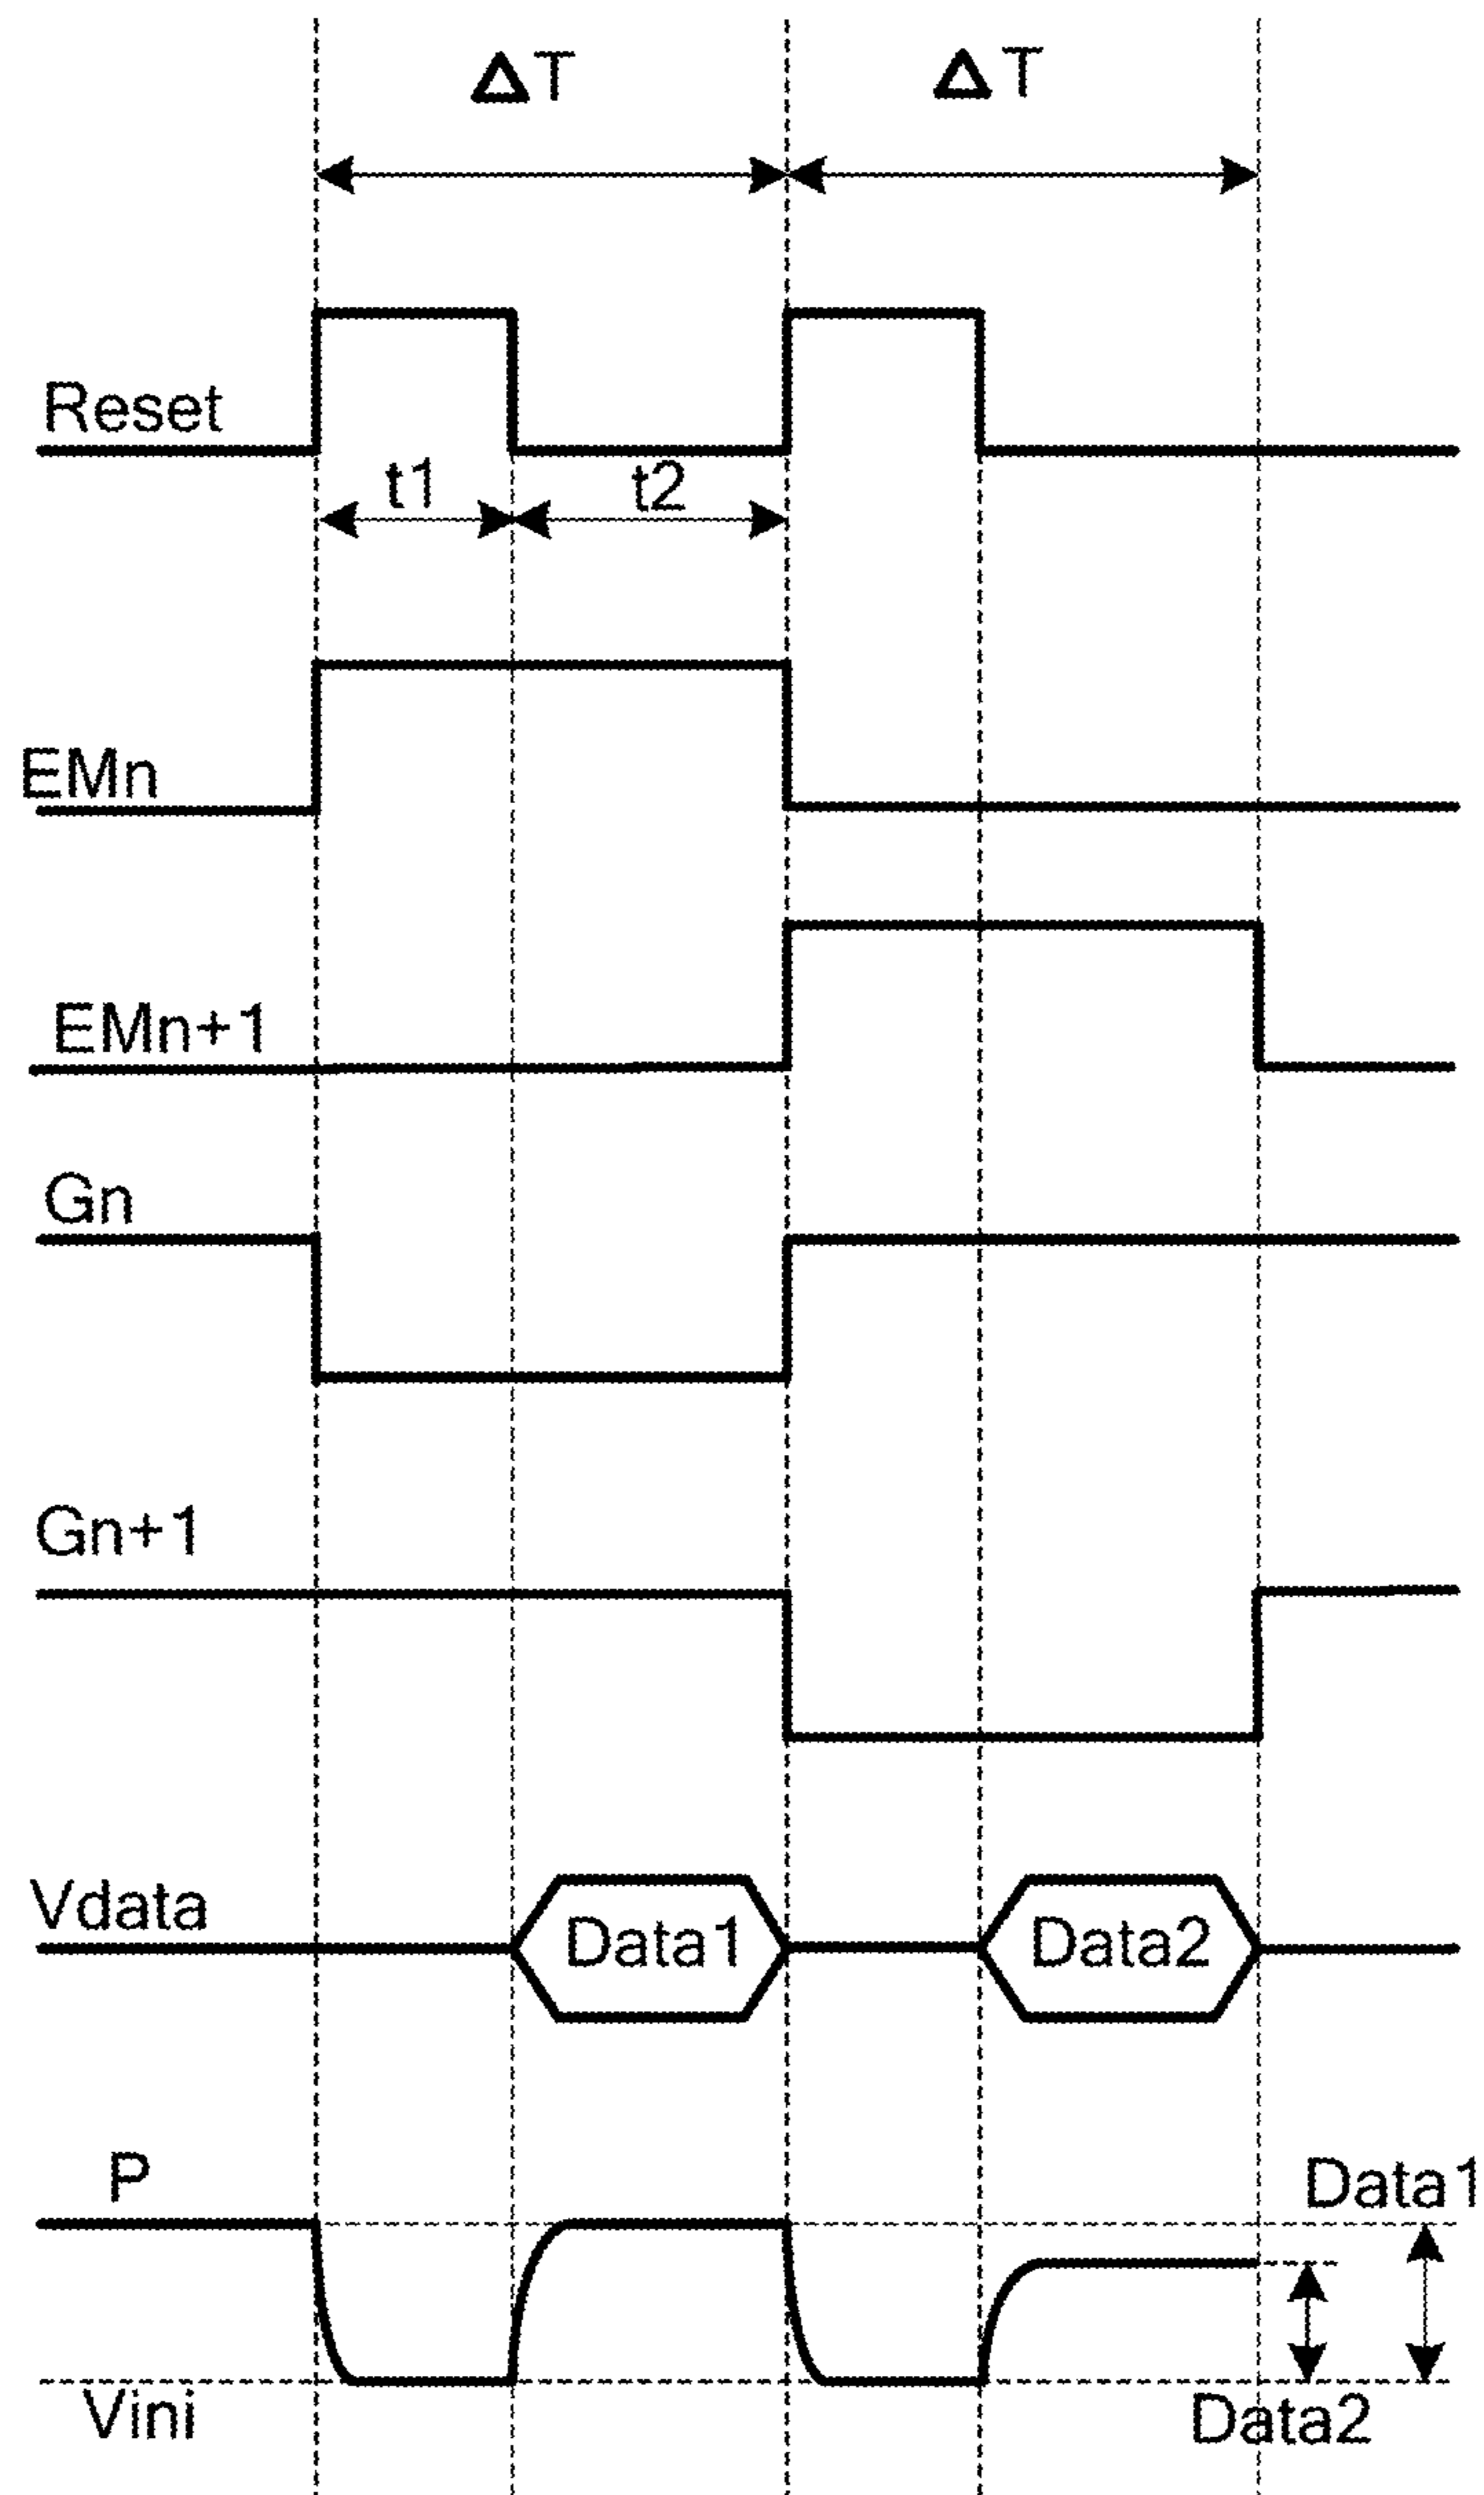 ΔT ΔT
Reset
t1 t2
EMn
EMn+1
Gn
Gn+1
Vdata Data1 Data2
P Data1
Vini Data2